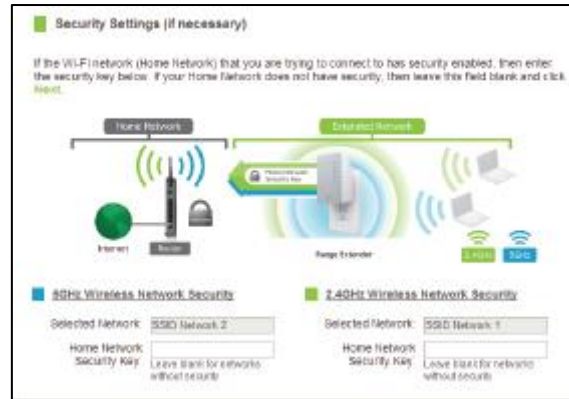 Security Settings (if necessary)
If the Wi-Fi network (Home Network) that you are trying to connect to has security enabled, then enter
the security key below. If your Home Network does not have security, then leave this field blank and click
Next.
Home Network
Extended Network
Home Network
Security Key
Internet
Router
Range Extender
2.4GHz
5GHz
5GHz Wireless Network Security
Selected Network:
SSID Network 2
Home Network
Security Key:
Leave blank for networks
without security
2.4GHz Wireless Network Security
Selected Network:
SSID Network 1
Home Network
Security Key:
Leave blank for networks
without security